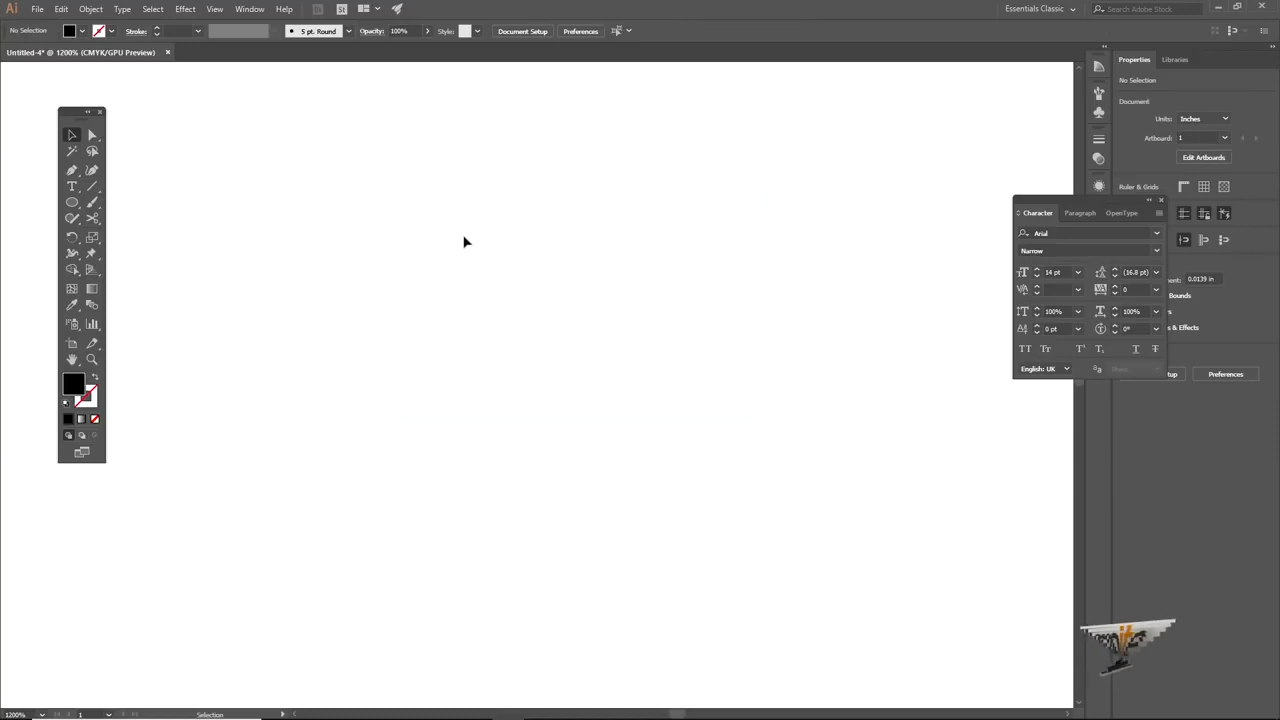 Ai File Edit Object Type Select Effect View Window Help Br St Essentials Classic Search Adobe Stock
No Selection Stroke: 5 pt. Round Opacity: 100% Style: Document Setup Preferences
Untitled-4* @ 1200% (CMYK/GPU Preview) ×
Properties Libraries
No Selection
Document
Units: Inches
Artboard: 1
Edit Artboards
Ruler & Grids
Character Paragraph OpenType
Arial
Narrow
14 pt (16.8 pt)
0
0.0139 in
Bounds
100% 100%
0 pt 0°
& Effects
English: UK
Preferences
1200% 1 Selection